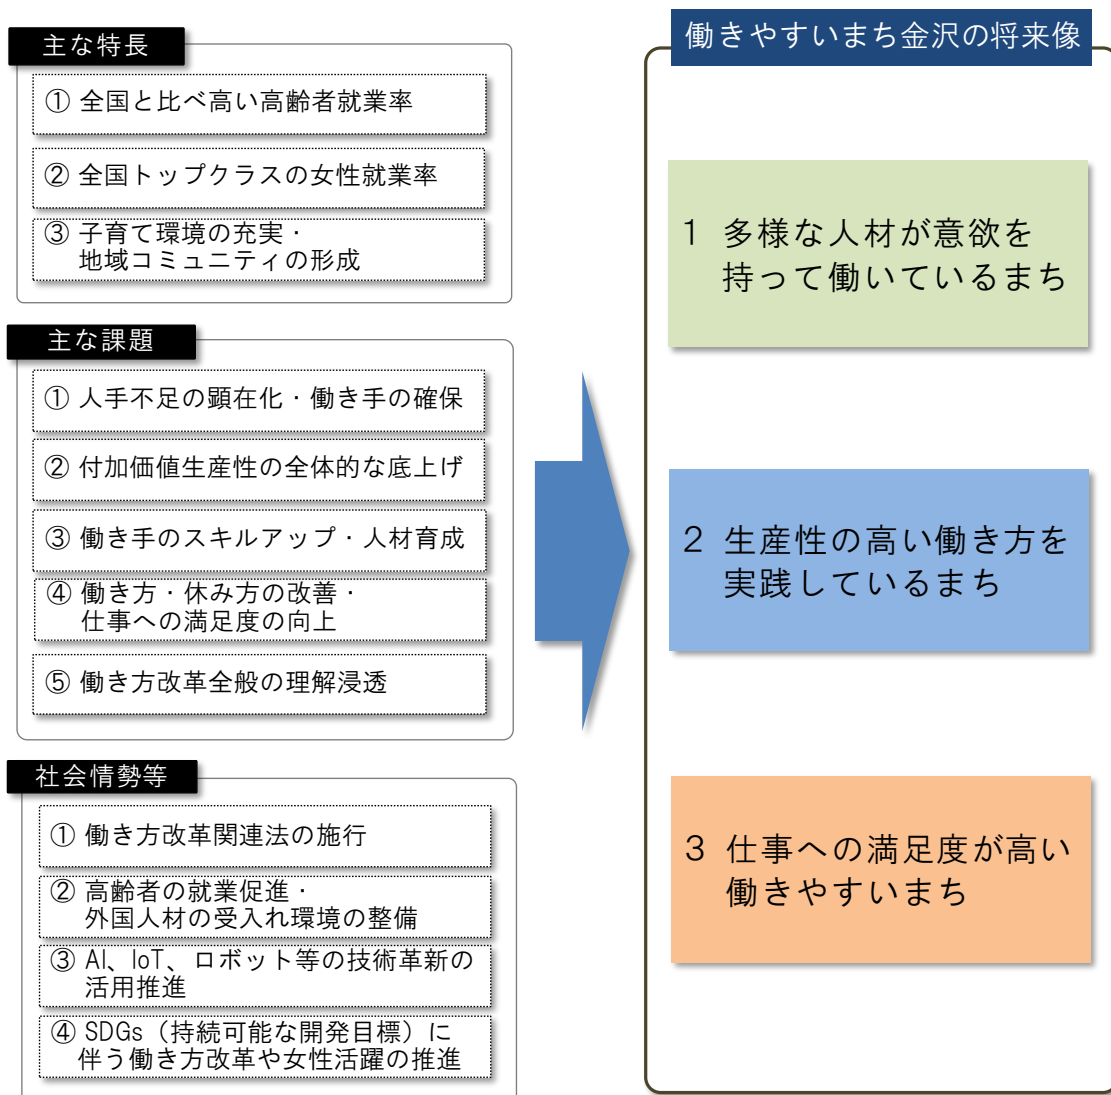 主な特長
① 全国と比べ高い高齢者就業率
② 全国トップクラスの女性就業率
③ 子育て環境の充実・
地域コミュニティの形成
主な課題
① 人手不足の顕在化・働き手の確保
② 付加価値生産性の全体的な底上げ
③ 働き手のスキルアップ・人材育成
④ 働き方・休み方の改善・
仕事への満足度の向上
⑤ 働き方改革全般の理解浸透
社会情勢等
① 働き方改革関連法の施行
② 高齢者の就業促進・
外国人材の受入れ環境の整備
③ AI、IoT、ロボット等の技術革新の
活用推進
④ SDGs（持続可能な開発目標）に
伴う働き方改革や女性活躍の推進
働きやすいまち金沢の将来像
1 多様な人材が意欲を
持って働いているまち
2 生産性の高い働き方を
実践しているまち
3 仕事への満足度が高い
働きやすいまち